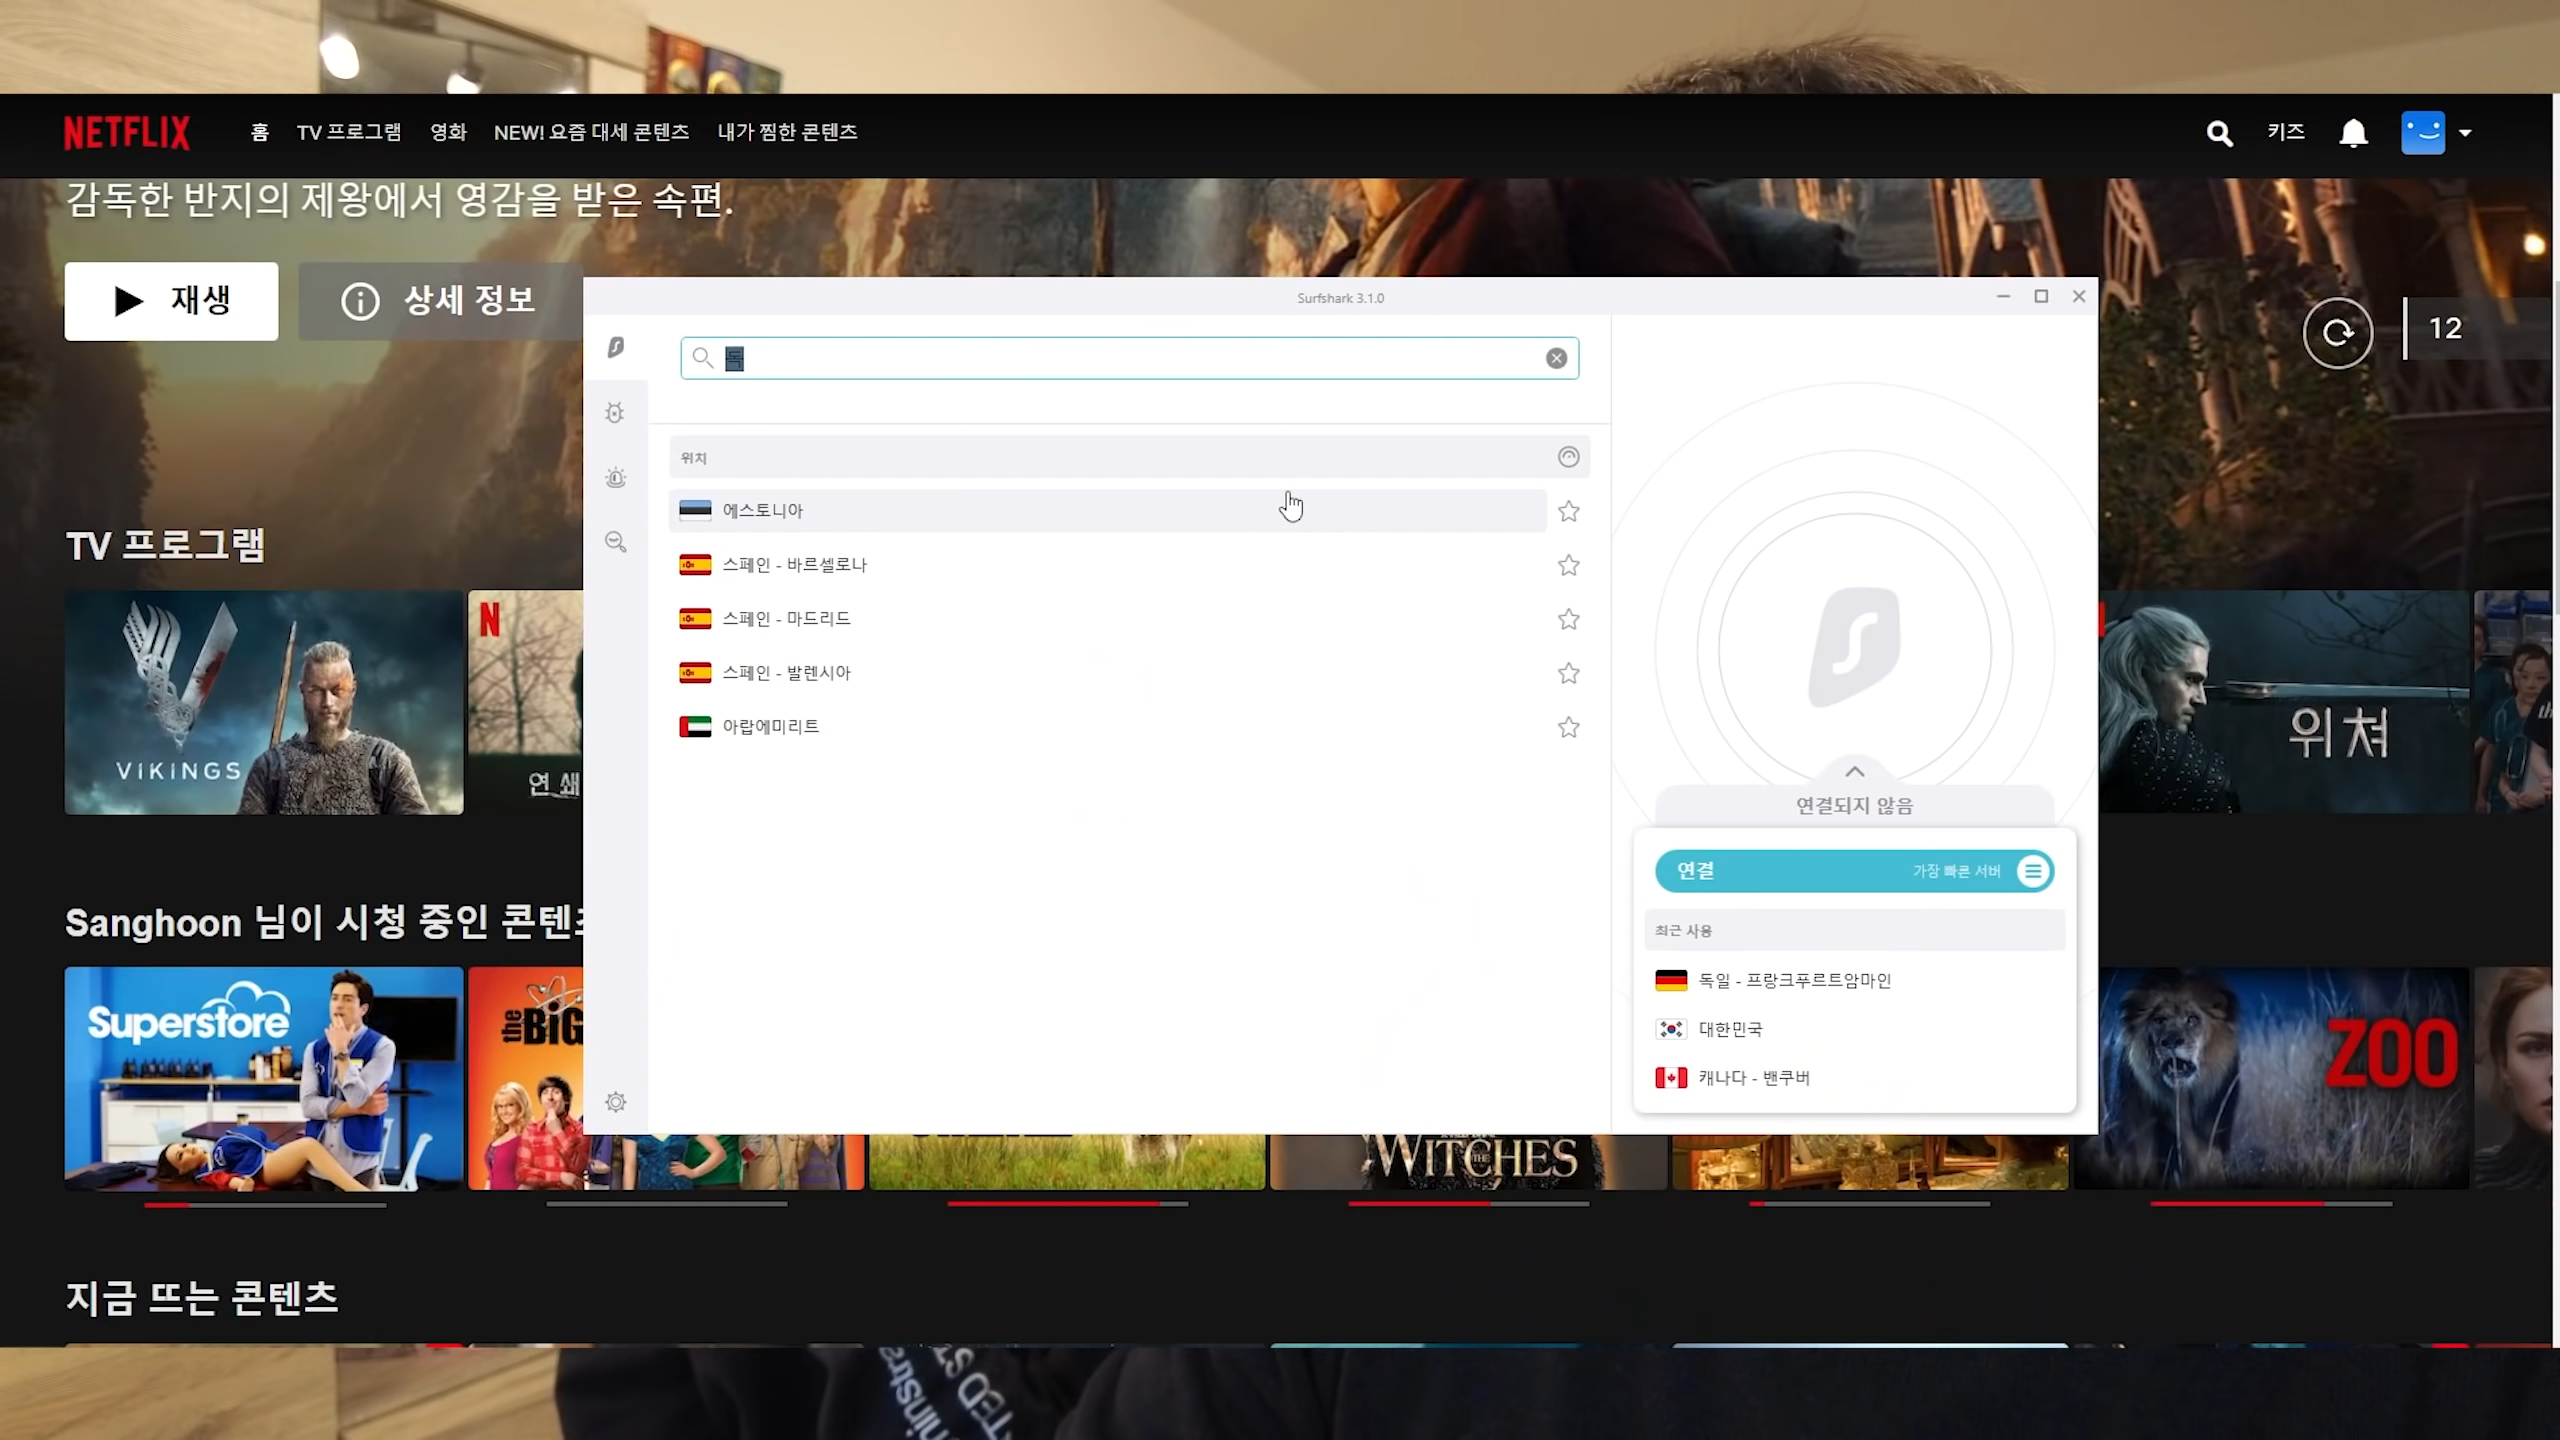 NETFLIX
홈 TV 프로그램 영화 NEW! 요즘 대세 콘텐츠 내가 찜한 콘텐츠
키즈
감독한 반지의 제왕에서 영감을 받은 속편.
재생 상세 정보
12
Surfshark 3.1.0
독
위치
에스토니아
스페인 - 바르셀로나
스페인 - 마드리드
스페인 - 발렌시아
아랍에미리트
연결되지 않음
연결 가장 빠른 서버
최근 사용
독일 - 프랑크푸르트암마인
대한민국
캐나다 - 밴쿠버
TV 프로그램
VIKINGS
N
연쇄
위쳐
Sanghoon 님이 시청 중인 콘텐츠
Superstore
the BIG
WITCHES
ZOO
지금 뜨는 콘텐츠